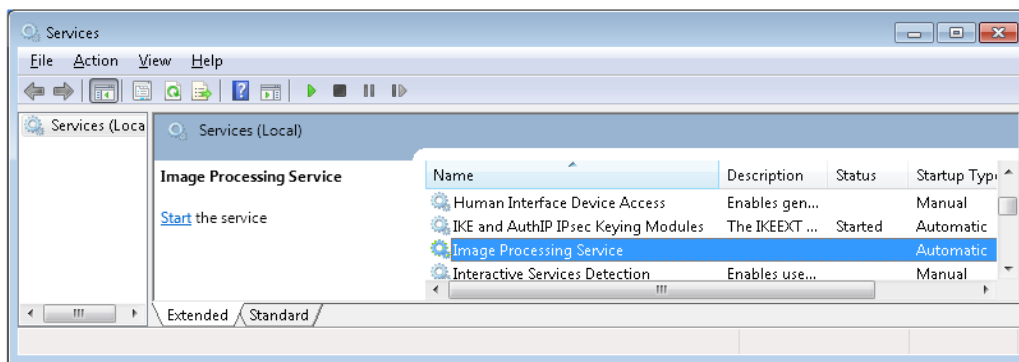 Services
File Action View Help
Services (Loca
Services (Local)
Image Processing Service
Start the service
Name Description Status Startup Typ
Human Interface Device Access Enables gen... Manual
IKE and AuthIP IPsec Keying Modules The IKEEXT ... Started Automatic
Image Processing Service Automatic
Interactive Services Detection Enables use... Manual
Extended Standard